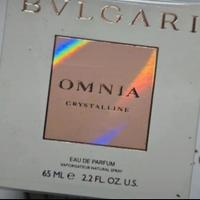 BVLGARI
OMNIA
CRYSTALLINE
EAU DE PARFUM
VAPORISATEUR NATURAL SPRAY
65 ML ℮ 2.2 FL. OZ. U.S.